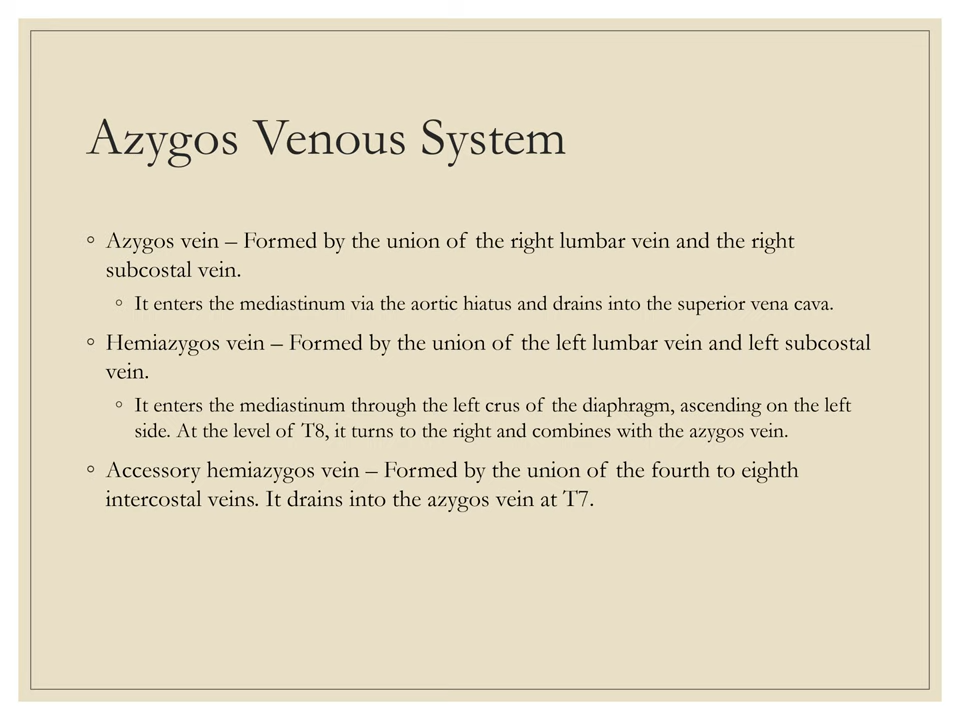 Azygos Venous System
◦ Azygos vein – Formed by the union of the right lumbar vein and the right
subcostal vein.
◦ It enters the mediastinum via the aortic hiatus and drains into the superior vena cava.
◦ Hemiazygos vein – Formed by the union of the left lumbar vein and left subcostal
vein.
◦ It enters the mediastinum through the left crus of the diaphragm, ascending on the left
side. At the level of T8, it turns to the right and combines with the azygos vein.
◦ Accessory hemiazygos vein – Formed by the union of the fourth to eighth
intercostal veins. It drains into the azygos vein at T7.